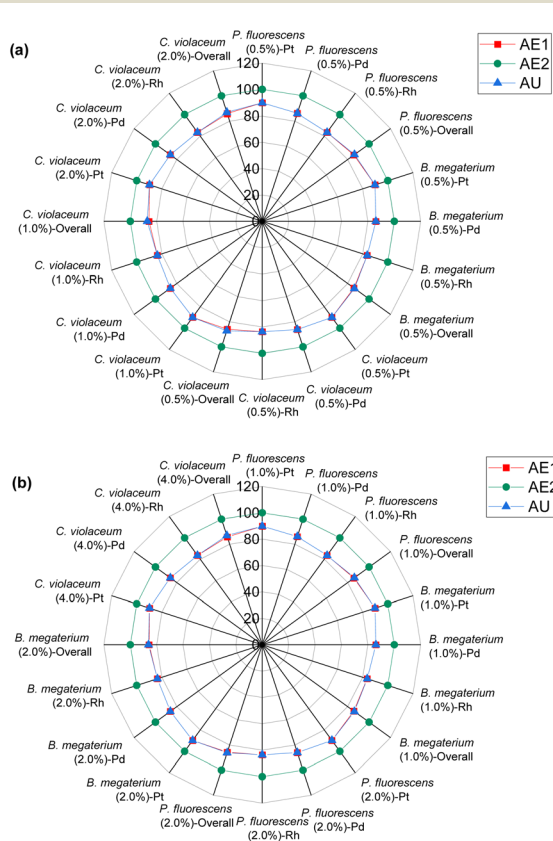 (a)
AE1
AE2
AU
P. fluorescens
(0.5%)-Pt
P. fluorescens
(0.5%)-Pd
P. fluorescens
(0.5%)-Rh
P. fluorescens
(0.5%)-Overall
B. megaterium
(0.5%)-Pt
B. megaterium
(0.5%)-Pd
B. megaterium
(0.5%)-Rh
B. megaterium
(0.5%)-Overall
C. violaceum
(0.5%)-Pt
C. violaceum
(0.5%)-Pd
C. violaceum
(0.5%)-Rh
C. violaceum
(0.5%)-Overall
C. violaceum
(1.0%)-Pt
C. violaceum
(1.0%)-Pd
C. violaceum
(1.0%)-Rh
C. violaceum
(1.0%)-Overall
C. violaceum
(2.0%)-Pt
C. violaceum
(2.0%)-Pd
C. violaceum
(2.0%)-Rh
C. violaceum
(2.0%)-Overall
120
100
80
60
40
20
0
(b)
AE1
AE2
AU
P. fluorescens
(1.0%)-Pt
P. fluorescens
(1.0%)-Pd
P. fluorescens
(1.0%)-Rh
P. fluorescens
(1.0%)-Overall
B. megaterium
(1.0%)-Pt
B. megaterium
(1.0%)-Pd
B. megaterium
(1.0%)-Rh
B. megaterium
(1.0%)-Overall
P. fluorescens
(2.0%)-Pt
P. fluorescens
(2.0%)-Pd
P. fluorescens
(2.0%)-Rh
P. fluorescens
(2.0%)-Overall
B. megaterium
(2.0%)-Pt
B. megaterium
(2.0%)-Pd
B. megaterium
(2.0%)-Rh
B. megaterium
(2.0%)-Overall
C. violaceum
(4.0%)-Pt
C. violaceum
(4.0%)-Pd
C. violaceum
(4.0%)-Rh
C. violaceum
(4.0%)-Overall
120
100
80
60
40
20
0